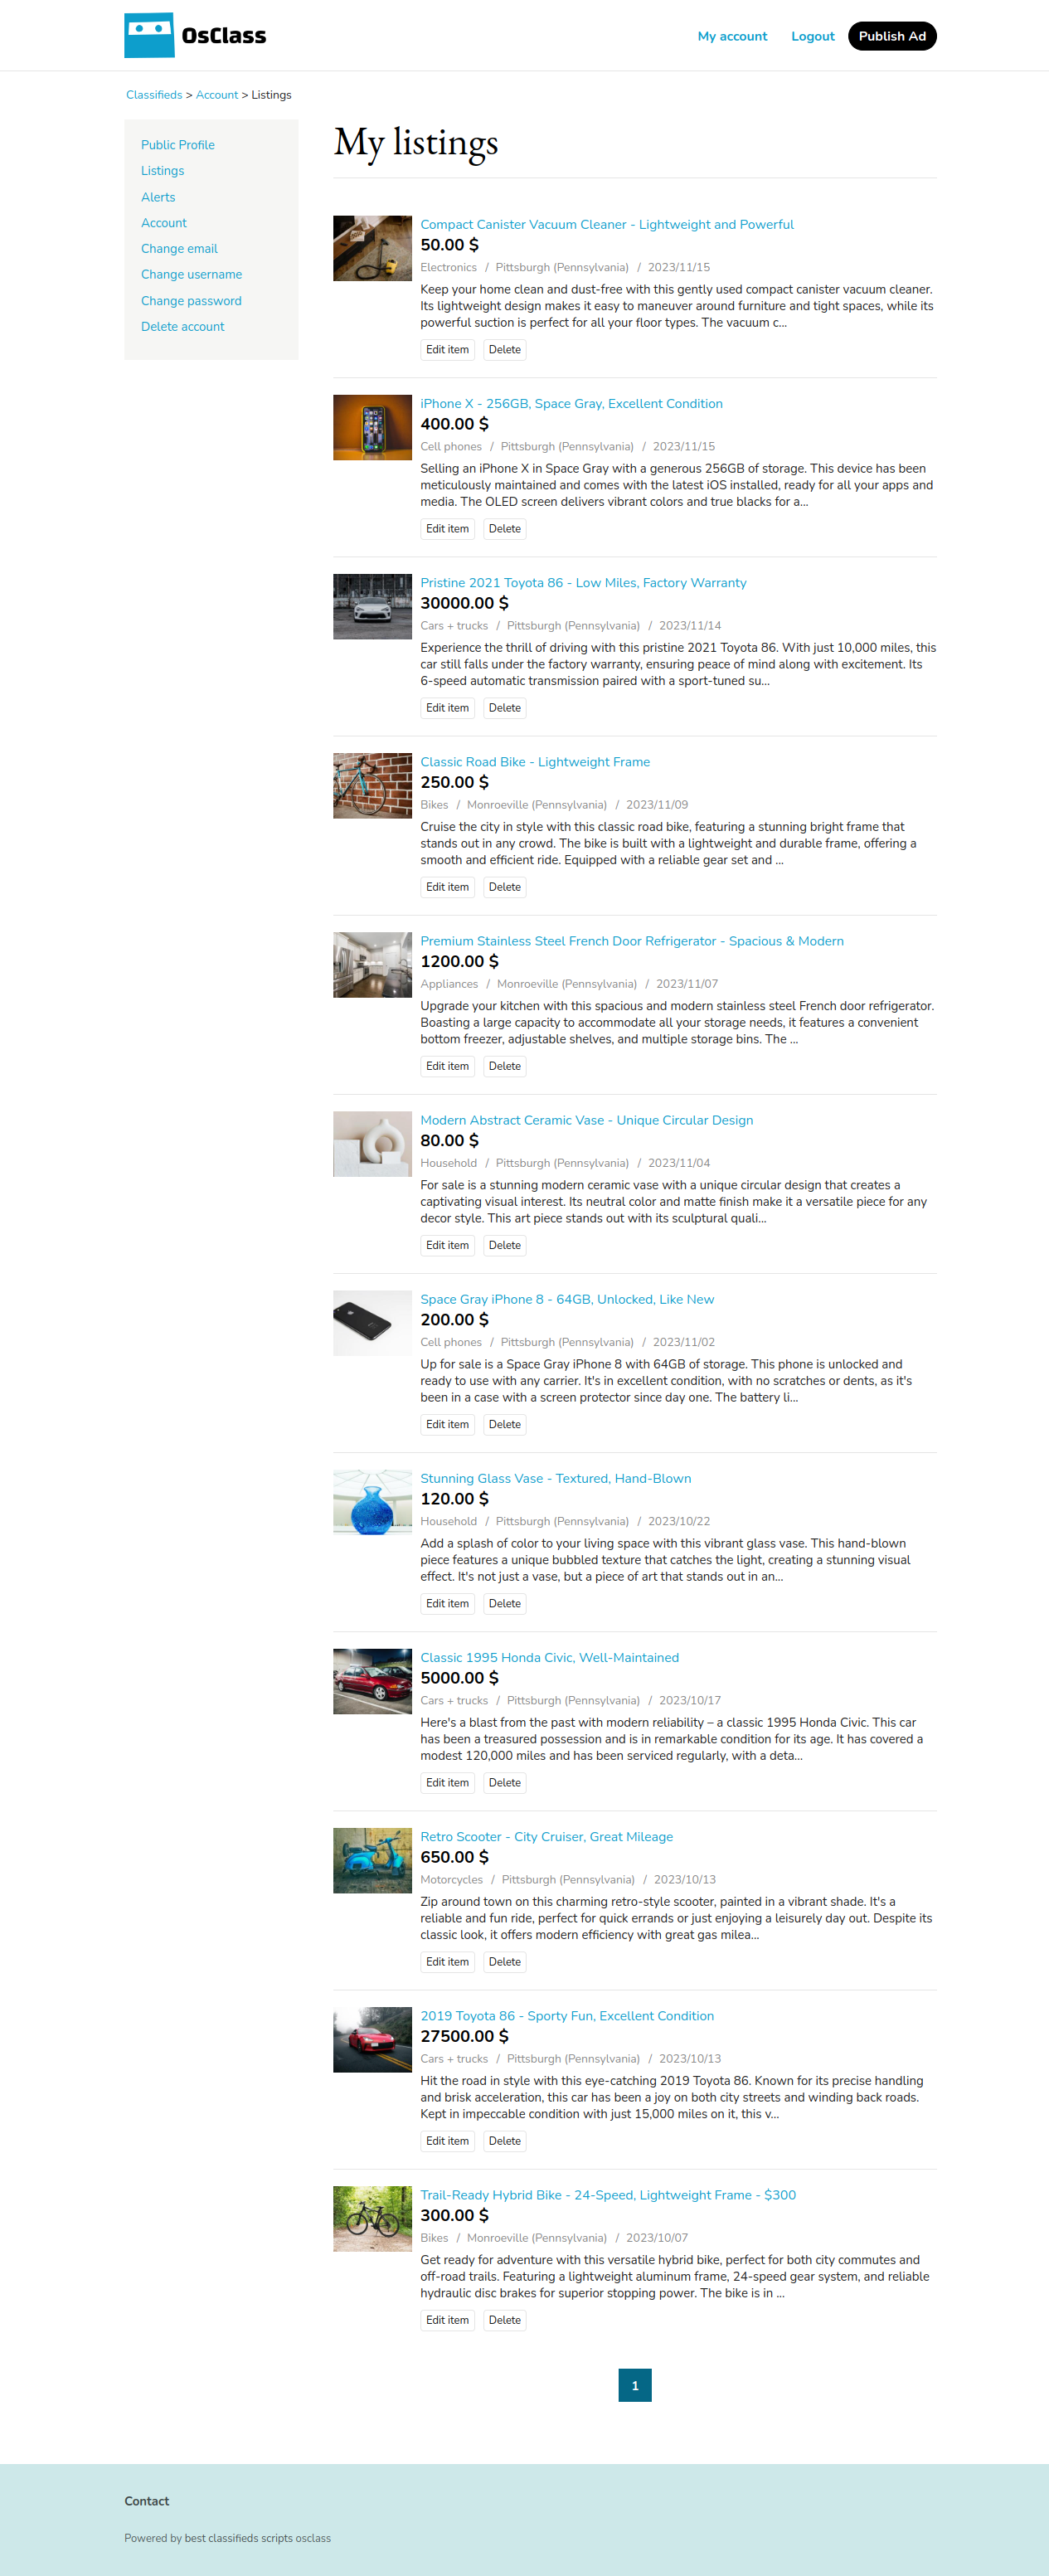 OsClass
My account
Logout
Publish Ad
Classifieds > Account > Listings
Public Profile
Listings
Alerts
Account
Change email
Change username
Change password
Delete account
My listings
Compact Canister Vacuum Cleaner - Lightweight and Powerful
50.00 $
Electronics / Pittsburgh (Pennsylvania) / 2023/11/15
Keep your home clean and dust-free with this gently used compact canister vacuum cleaner.
Its lightweight design makes it easy to maneuver around furniture and tight spaces, while its
powerful suction is perfect for all your floor types. The vacuum c...
Edit item Delete
iPhone X - 256GB, Space Gray, Excellent Condition
400.00 $
Cell phones / Pittsburgh (Pennsylvania) / 2023/11/15
Selling an iPhone X in Space Gray with a generous 256GB of storage. This device has been
meticulously maintained and comes with the latest iOS installed, ready for all your apps and
media. The OLED screen delivers vibrant colors and true blacks for a...
Edit item Delete
Pristine 2021 Toyota 86 - Low Miles, Factory Warranty
30000.00 $
Cars + trucks / Pittsburgh (Pennsylvania) / 2023/11/14
Experience the thrill of driving with this pristine 2021 Toyota 86. With just 10,000 miles, this
car still falls under the factory warranty, ensuring peace of mind along with excitement. Its
6-speed automatic transmission paired with a sport-tuned su...
Edit item Delete
Classic Road Bike - Lightweight Frame
250.00 $
Bikes / Monroeville (Pennsylvania) / 2023/11/09
Cruise the city in style with this classic road bike, featuring a stunning bright frame that
stands out in any crowd. The bike is built with a lightweight and durable frame, offering a
smooth and efficient ride. Equipped with a reliable gear set and ...
Edit item Delete
Premium Stainless Steel French Door Refrigerator - Spacious & Modern
1200.00 $
Appliances / Monroeville (Pennsylvania) / 2023/11/07
Upgrade your kitchen with this spacious and modern stainless steel French door refrigerator.
Boasting a large capacity to accommodate all your storage needs, it features a convenient
bottom freezer, adjustable shelves, and multiple storage bins. The ...
Edit item Delete
Modern Abstract Ceramic Vase - Unique Circular Design
80.00 $
Household / Pittsburgh (Pennsylvania) / 2023/11/04
For sale is a stunning modern ceramic vase with a unique circular design that creates a
captivating visual interest. Its neutral color and matte finish make it a versatile piece for any
decor style. This art piece stands out with its sculptural quali...
Edit item Delete
Space Gray iPhone 8 - 64GB, Unlocked, Like New
200.00 $
Cell phones / Pittsburgh (Pennsylvania) / 2023/11/02
Up for sale is a Space Gray iPhone 8 with 64GB of storage. This phone is unlocked and
ready to use with any carrier. It's in excellent condition, with no scratches or dents, as it's
been in a case with a screen protector since day one. The battery li...
Edit item Delete
Stunning Glass Vase - Textured, Hand-Blown
120.00 $
Household / Pittsburgh (Pennsylvania) / 2023/10/22
Add a splash of color to your living space with this vibrant glass vase. This hand-blown
piece features a unique bubbled texture that catches the light, creating a stunning visual
effect. It's not just a vase, but a piece of art that stands out in an...
Edit item Delete
Classic 1995 Honda Civic, Well-Maintained
5000.00 $
Cars + trucks / Pittsburgh (Pennsylvania) / 2023/10/17
Here's a blast from the past with modern reliability – a classic 1995 Honda Civic. This car
has been a treasured possession and is in remarkable condition for its age. It has covered a
modest 120,000 miles and has been serviced regularly, with a deta...
Edit item Delete
Retro Scooter - City Cruiser, Great Mileage
650.00 $
Motorcycles / Pittsburgh (Pennsylvania) / 2023/10/13
Zip around town on this charming retro-style scooter, painted in a vibrant shade. It's a
reliable and fun ride, perfect for quick errands or just enjoying a leisurely day out. Despite its
classic look, it offers modern efficiency with great gas milea...
Edit item Delete
2019 Toyota 86 - Sporty Fun, Excellent Condition
27500.00 $
Cars + trucks / Pittsburgh (Pennsylvania) / 2023/10/13
Hit the road in style with this eye-catching 2019 Toyota 86. Known for its precise handling
and brisk acceleration, this car has been a joy on both city streets and winding back roads.
Kept in impeccable condition with just 15,000 miles on it, this v...
Edit item Delete
Trail-Ready Hybrid Bike - 24-Speed, Lightweight Frame - $300
300.00 $
Bikes / Monroeville (Pennsylvania) / 2023/10/07
Get ready for adventure with this versatile hybrid bike, perfect for both city commutes and
off-road trails. Featuring a lightweight aluminum frame, 24-speed gear system, and reliable
hydraulic disc brakes for superior stopping power. The bike is in ...
Edit item Delete
1
Contact
Powered by best classifieds scripts osclass